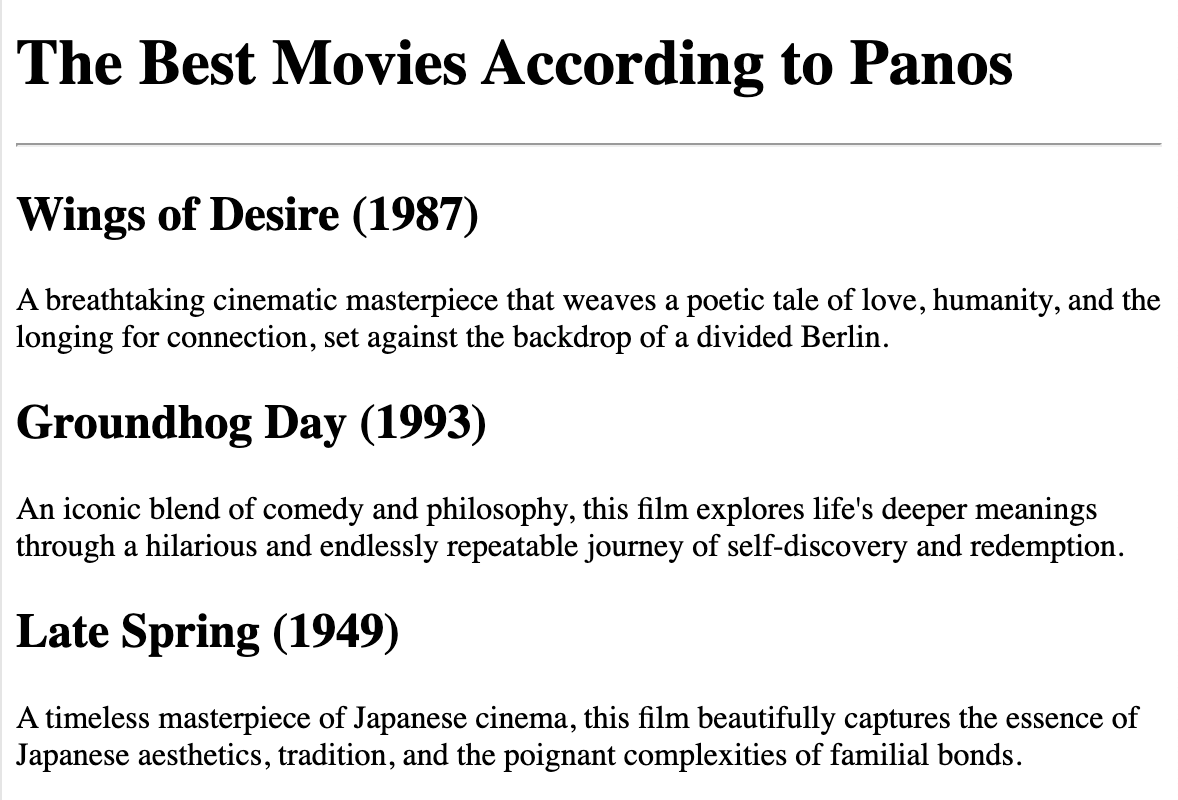 The Best Movies According to Panos
Wings of Desire (1987)
A breathtaking cinematic masterpiece that weaves a poetic tale of love, humanity, and the
longing for connection, set against the backdrop of a divided Berlin.
Groundhog Day (1993)
An iconic blend of comedy and philosophy, this film explores life's deeper meanings
through a hilarious and endlessly repeatable journey of self-discovery and redemption.
Late Spring (1949)
A timeless masterpiece of Japanese cinema, this film beautifully captures the essence of
Japanese aesthetics, tradition, and the poignant complexities of familial bonds.